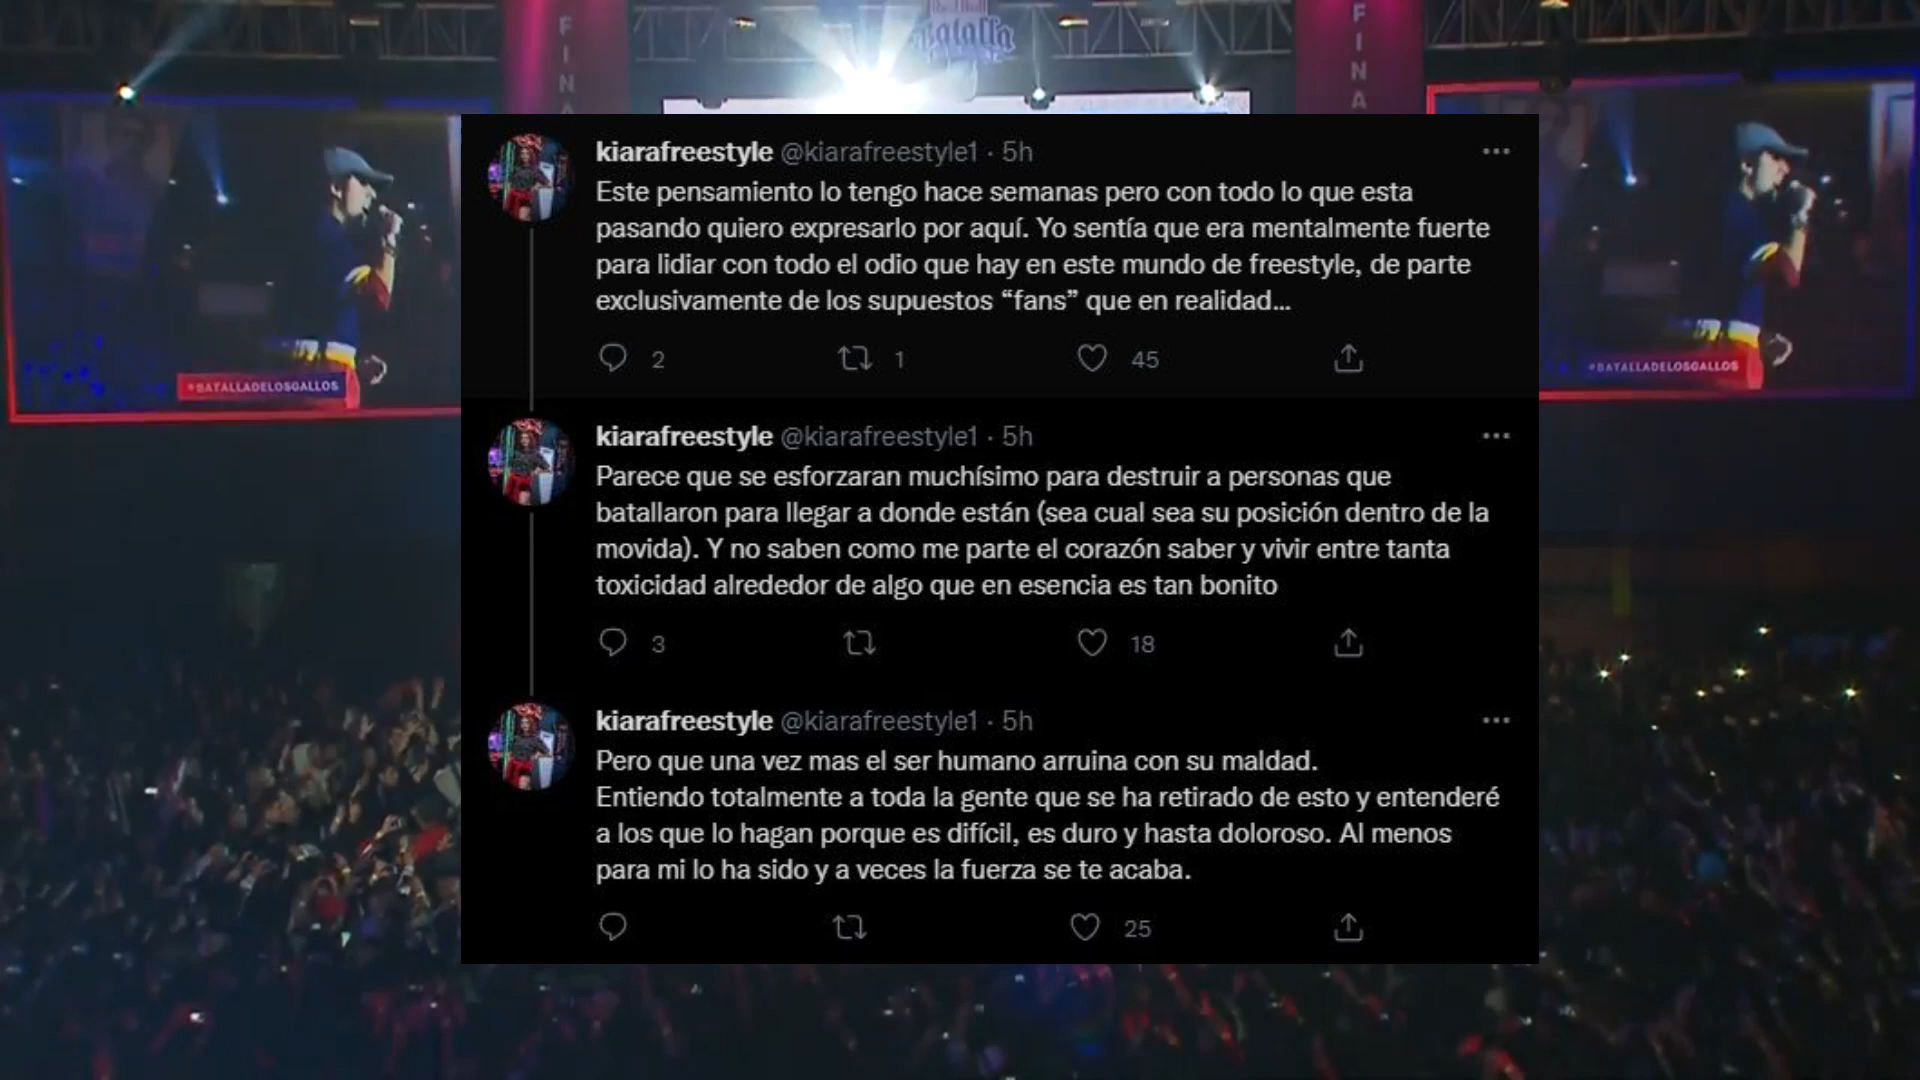 FINA
Batalla
FINA
#BATALLADELOSGALLOS
#BATALLADELOSGALLOS
kiarafreestyle @kiarafreestyle1 · 5h
Este pensamiento lo tengo hace semanas pero con todo lo que esta
pasando quiero expresarlo por aquí. Yo sentía que era mentalmente fuerte
para lidiar con todo el odio que hay en este mundo de freestyle, de parte
exclusivamente de los supuestos “fans” que en realidad...
2 1 45
kiarafreestyle @kiarafreestyle1 · 5h
Parece que se esforzaran muchísimo para destruir a personas que
batallaron para llegar a donde están (sea cual sea su posición dentro de la
movida). Y no saben como me parte el corazón saber y vivir entre tanta
toxicidad alrededor de algo que en esencia es tan bonito
3 18
kiarafreestyle @kiarafreestyle1 · 5h
Pero que una vez mas el ser humano arruina con su maldad.
Entiendo totalmente a toda la gente que se ha retirado de esto y entenderé
a los que lo hagan porque es difícil, es duro y hasta doloroso. Al menos
para mi lo ha sido y a veces la fuerza se te acaba.
25